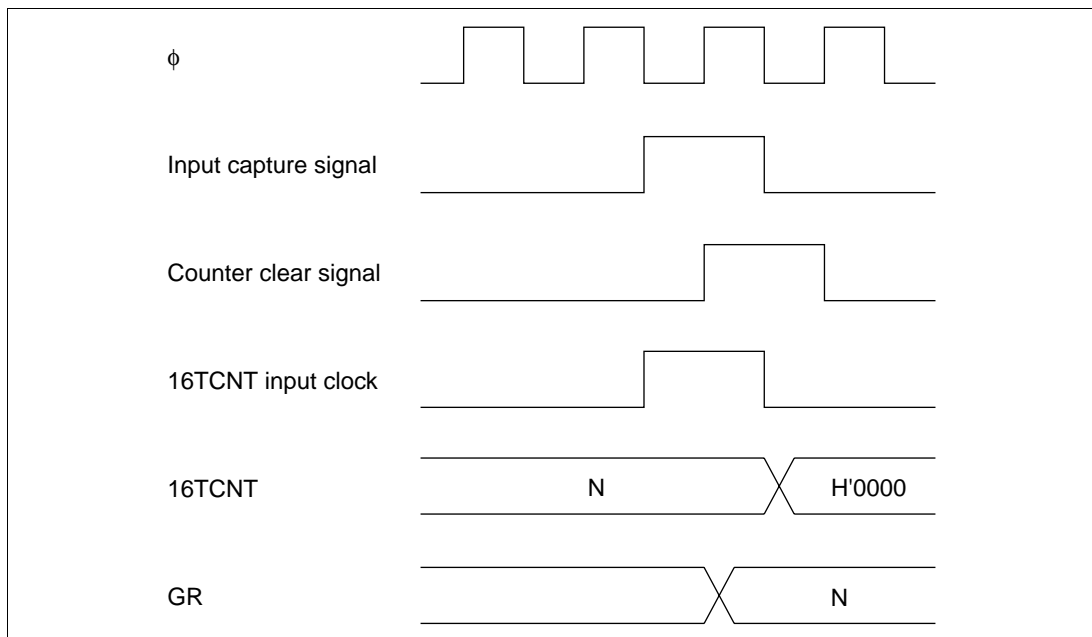 ϕ
Input capture signal
Counter clear signal
16TCNT input clock
16TCNT
N
H'0000
GR
N